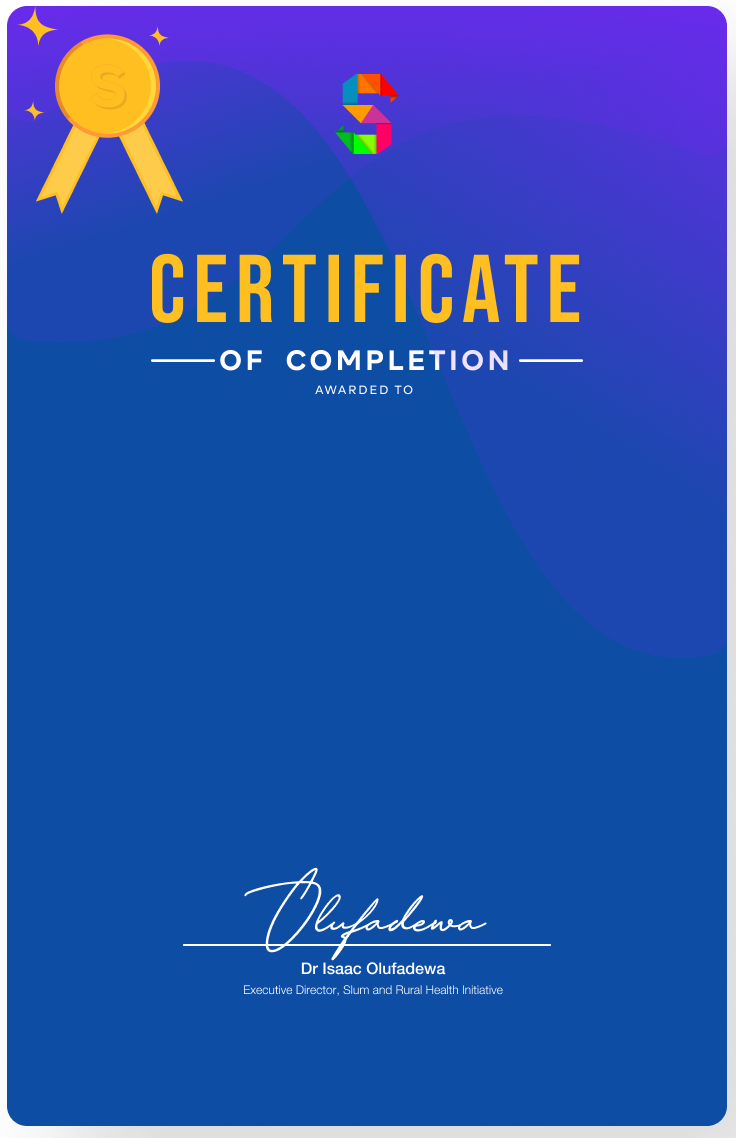 S
S
CERTIFICATE
OF COMPLETION
AWARDED TO
Olufadewa
Dr Isaac Olufadewa
Executive Director, Slum and Rural Health Initiative